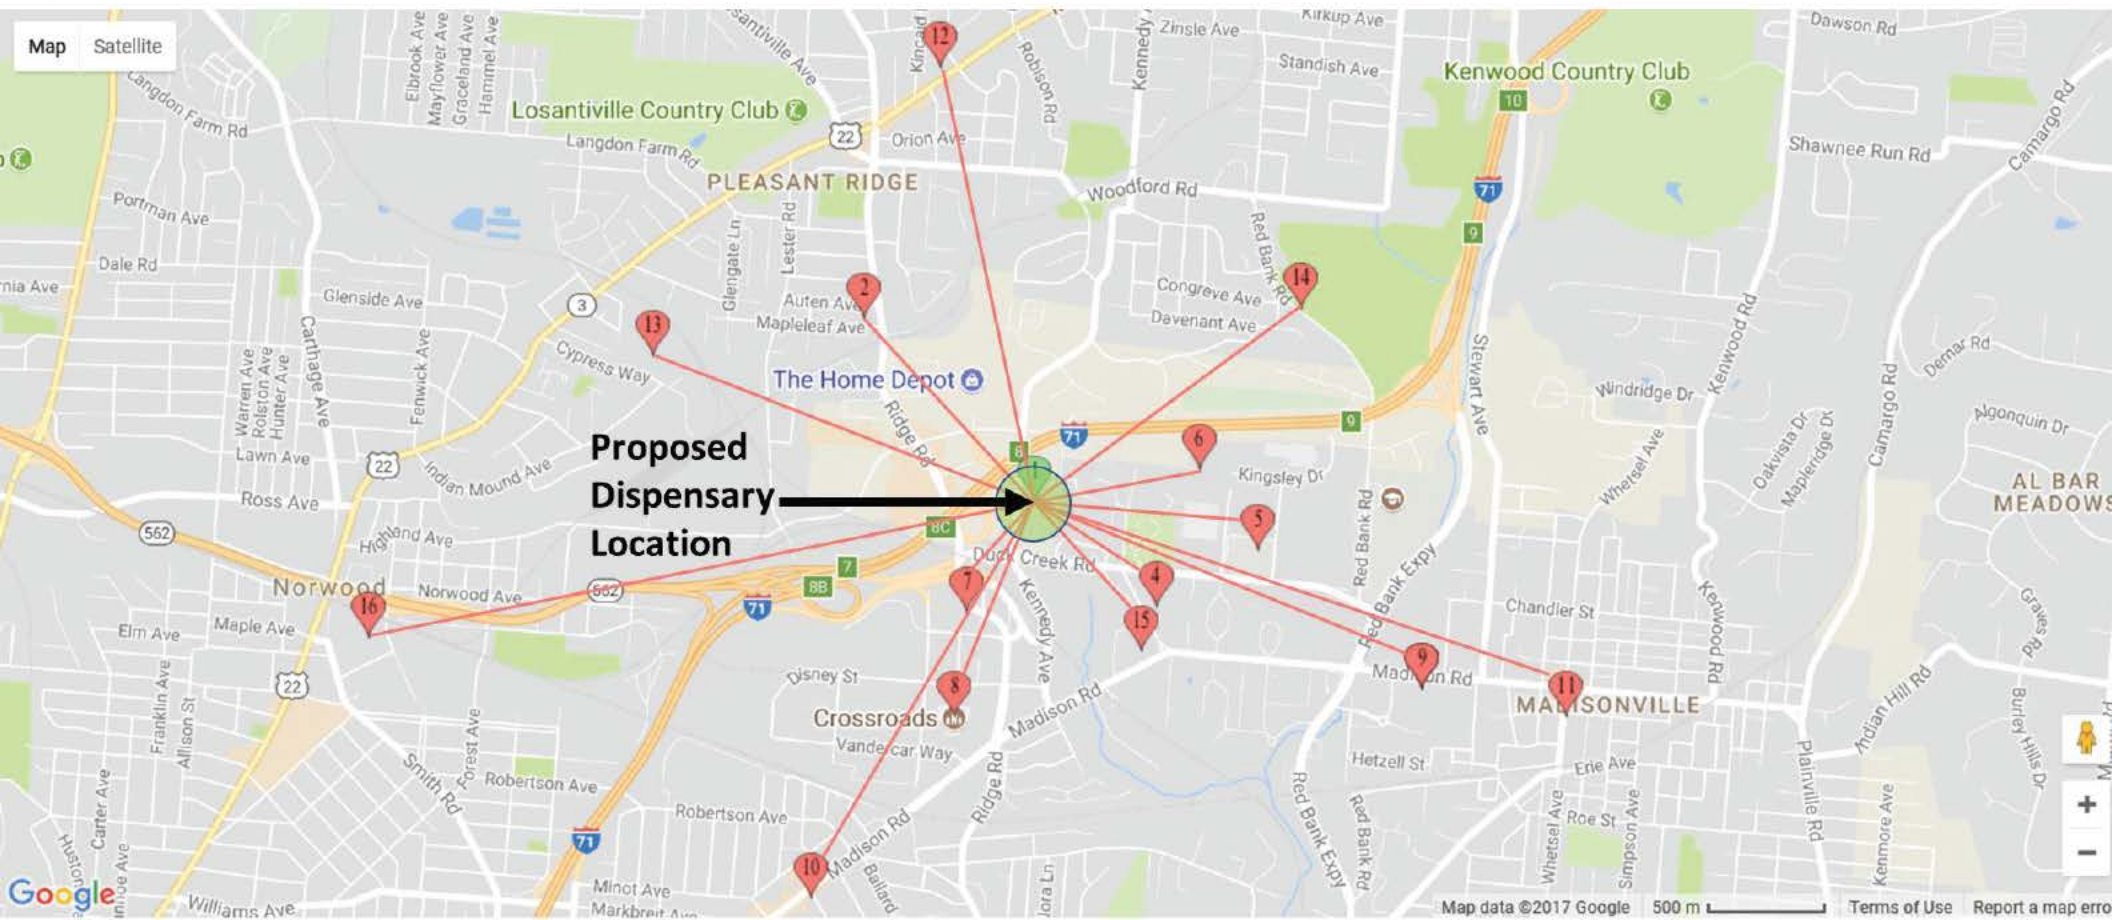 Map
Satellite
Elbrook Ave
Mayflower Ave
Graceland Ave
Hammel Ave
Langdon Farm Rd
Losantiville Country Club
22
Langdon Farm Rd
PLEASANT RIDGE
Orion Ave
12
Robison Rd
Zinsle Ave
Kirkup Ave
Standish Ave
Kenwood Country Club
10
Dawson Rd
Camargo Rd
Shawnee Run Rd
Woodford Rd
71
9
Portman Ave
Dale Rd
Glenside Ave
3
Glengate Ln
Lester Rd
Auten Ave
Mapleleaf Ave
2
13
Red Bank Rd
14
Congreve Ave
Davenant Ave
Stewart Ave
Kenwood Rd
Carthage Ave
Fenwick Ave
Warren Ave
Rolston Ave
Hunter Ave
Lawn Ave
Cypress Way
The Home Depot
Ridge Rd
8
71
9
6
Kingsley Dr
Windridge Dr
Whetsel Ave
Oakvista Dr
Mapleridge Dr
Camargo Rd
Demar Rd
Algonquin Dr
AL BAR
MEADOWS
22
Indian Mound Ave
Ross Ave
Highland Ave
562
Proposed
Dispensary
Location
8C
7
8B
71
562
5
Red Bank Rd
Duck Creek Rd
Norwood
Norwood Ave
16
Elm Ave
Maple Ave
22
7
4
15
Kennedy Ave
Red Bank Expy
Chandler St
Kenwood Rd
Graves Rd
9
Madison Rd
11
MADISONVILLE
Franklin Ave
Allison St
Disney St
8
Crossroads
Vandercar Way
Madison Rd
Indian Hill Rd
Burley Hills Dr
Smith Rd
Forest Ave
Robertson Ave
Robertson Ave
Ridge Rd
Hetzell St
Erie Ave
Plainville Rd
Carter Ave
71
10
Madison Rd
Ballard
Red Bank Expy
Red Bank Rd
Whetsel Ave
Roe St
Simpson Ave
Kenmore Ave
Minot Ave
Williams Ave
Google
Map data ©2017 Google
500 m
Terms of Use
Report a map erro